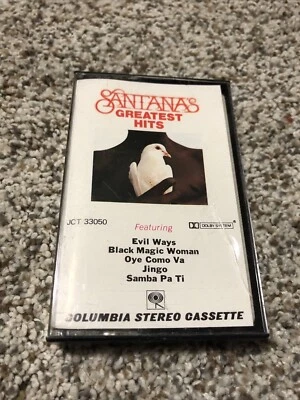 SANTANA'S
GREATEST
HITS
JCT 33050
Featuring
DOLBY SYSTEM
®
Evil Ways
Black Magic Woman
Oye Como Va
Jingo
Samba Pa Ti
COLUMBIA STEREO CASSETTE